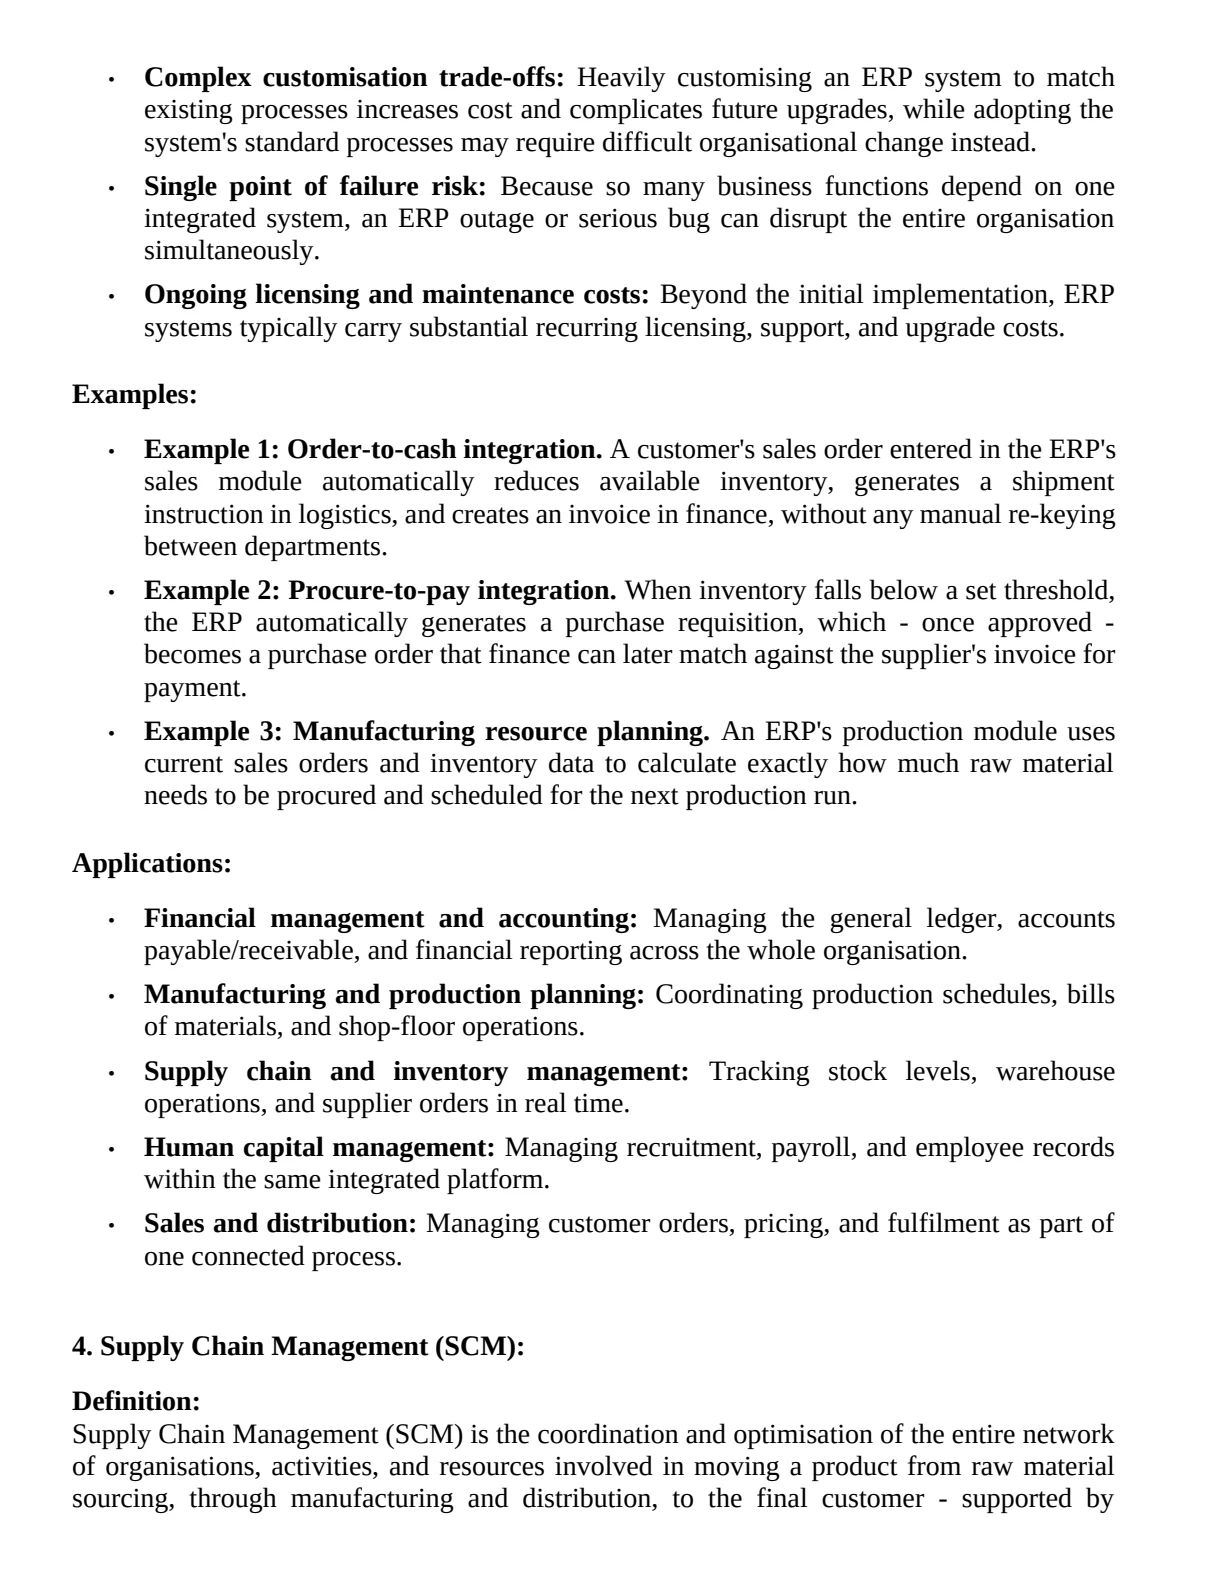 • Complex customisation trade-offs: Heavily customising an ERP system to match
existing processes increases cost and complicates future upgrades, while adopting the
system's standard processes may require difficult organisational change instead.
• Single point of failure risk: Because so many business functions depend on one
integrated system, an ERP outage or serious bug can disrupt the entire organisation
simultaneously.
• Ongoing licensing and maintenance costs: Beyond the initial implementation, ERP
systems typically carry substantial recurring licensing, support, and upgrade costs.
Examples:
• Example 1: Order-to-cash integration. A customer's sales order entered in the ERP's
sales module automatically reduces available inventory, generates a shipment
instruction in logistics, and creates an invoice in finance, without any manual re-keying
between departments.
• Example 2: Procure-to-pay integration. When inventory falls below a set threshold,
the ERP automatically generates a purchase requisition, which - once approved -
becomes a purchase order that finance can later match against the supplier's invoice for
payment.
• Example 3: Manufacturing resource planning. An ERP's production module uses
current sales orders and inventory data to calculate exactly how much raw material
needs to be procured and scheduled for the next production run.
Applications:
• Financial management and accounting: Managing the general ledger, accounts
payable/receivable, and financial reporting across the whole organisation.
• Manufacturing and production planning: Coordinating production schedules, bills
of materials, and shop-floor operations.
• Supply chain and inventory management: Tracking stock levels, warehouse
operations, and supplier orders in real time.
• Human capital management: Managing recruitment, payroll, and employee records
within the same integrated platform.
• Sales and distribution: Managing customer orders, pricing, and fulfilment as part of
one connected process.
4. Supply Chain Management (SCM):
Definition:
Supply Chain Management (SCM) is the coordination and optimisation of the entire network
of organisations, activities, and resources involved in moving a product from raw material
sourcing, through manufacturing and distribution, to the final customer - supported by